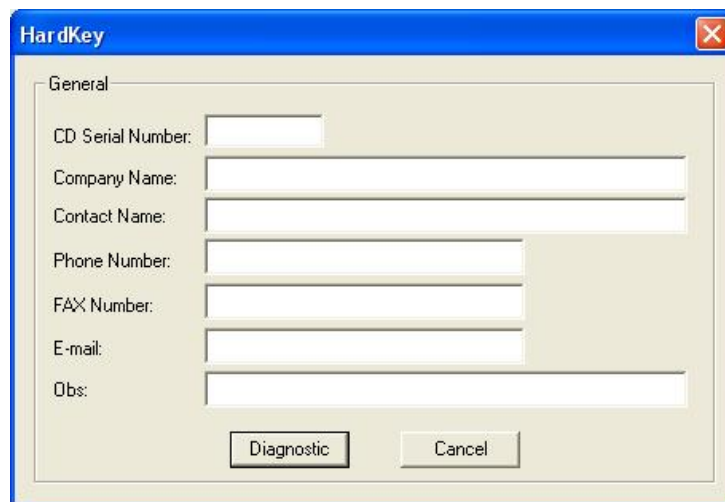 HardKey
General
CD Serial Number:
Company Name:
Contact Name:
Phone Number:
FAX Number:
E-mail:
Obs:
Diagnostic Cancel